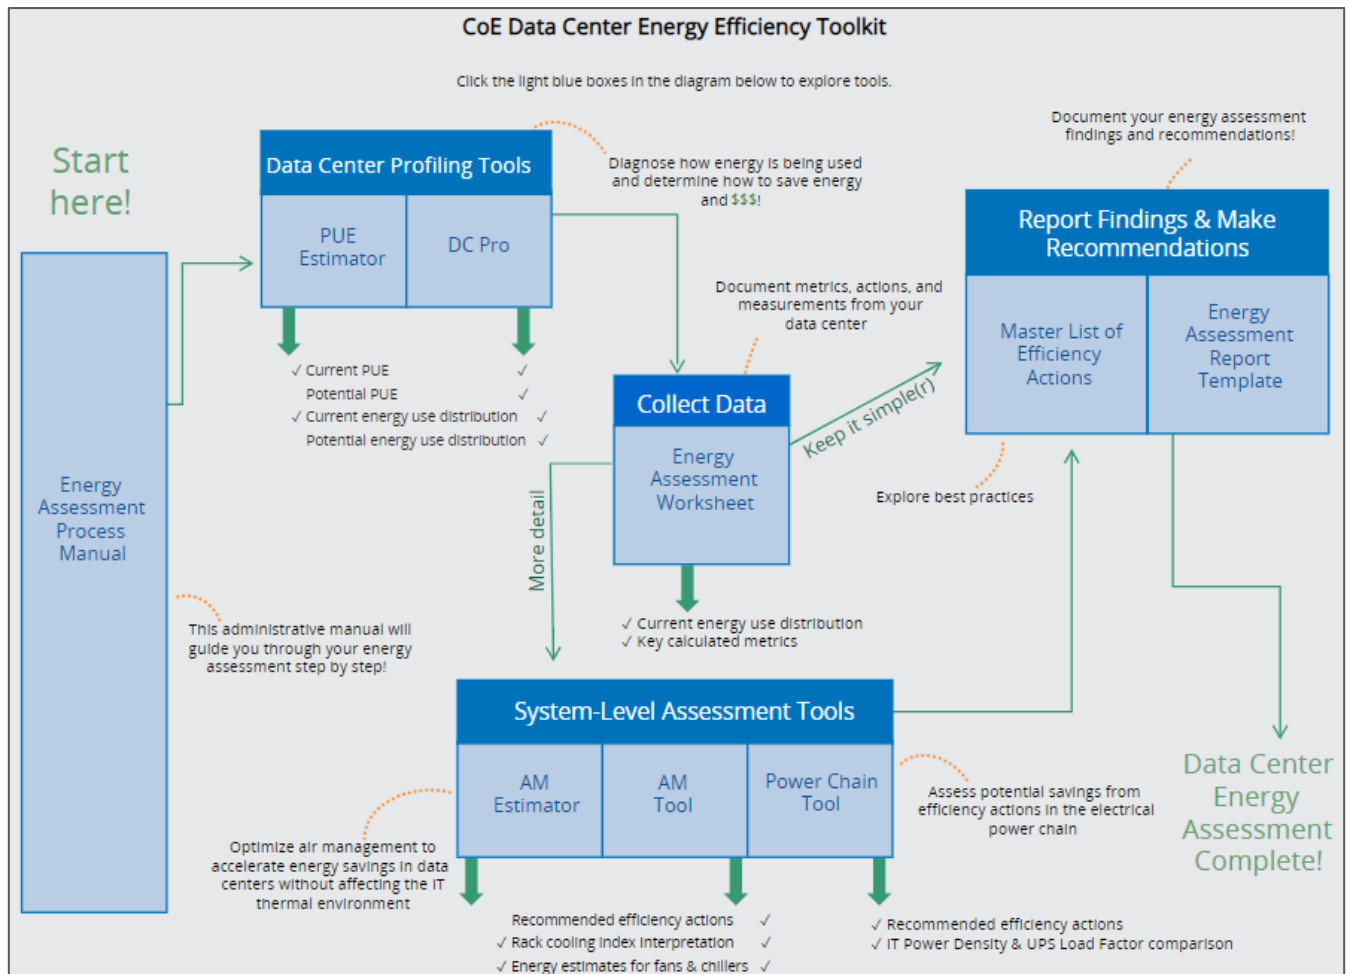 CoE Data Center Energy Efficiency Toolkit
Click the light blue boxes in the diagram below to explore tools.
Start
here!
Energy
Assessment
Process
Manual
This administrative manual will
guide you through your energy
assessment step by step!
Data Center Profiling Tools
PUE
Estimator
DC Pro
Diagnose how energy is being used
and determine how to save energy
and $$$!
✓ Current PUE ✓
Potential PUE ✓
✓ Current energy use distribution ✓
Potential energy use distribution ✓
Document metrics, actions, and
measurements from your
data center
Collect Data
Energy
Assessment
Worksheet
✓ Current energy use distribution
✓ Key calculated metrics
Keep it simple(r)
More detail
System-Level Assessment Tools
AM
Estimator
AM
Tool
Power Chain
Tool
Optimize air management to
accelerate energy savings in data
centers without affecting the IT
thermal environment
Assess potential savings from
efficiency actions in the electrical
power chain
Recommended efficiency actions ✓
✓ Rack cooling index interpretation ✓
✓ Energy estimates for fans & chillers ✓
✓ Recommended efficiency actions
✓ IT Power Density & UPS Load Factor comparison
Document your energy assessment
findings and recommendations!
Report Findings & Make
Recommendations
Master List of
Efficiency
Actions
Energy
Assessment
Report
Template
Explore best practices
Data Center
Energy
Assessment
Complete!